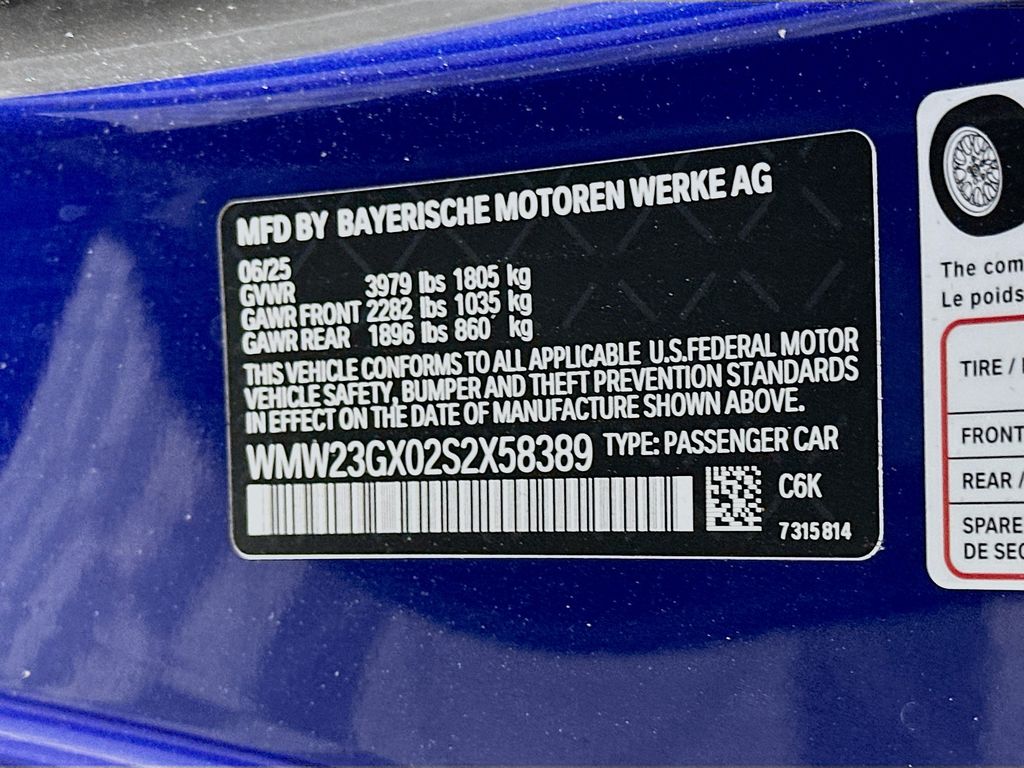 MFD BY BAYERISCHE MOTOREN WERKE AG
06/25
GVWR 3979 lbs 1805 kg
GAWR FRONT 2282 lbs 1035 kg
GAWR REAR 1896 lbs 860 kg
THIS VEHICLE CONFORMS TO ALL APPLICABLE U.S.FEDERAL MOTOR
VEHICLE SAFETY, BUMPER AND THEFT PREVENTION STANDARDS
IN EFFECT ON THE DATE OF MANUFACTURE SHOWN ABOVE.
WMW23GX02S2X58389 TYPE: PASSENGER CAR
C6K
7315814
The com
Le poids
TIRE /
FRONT
REAR /
SPARE
DE SEC